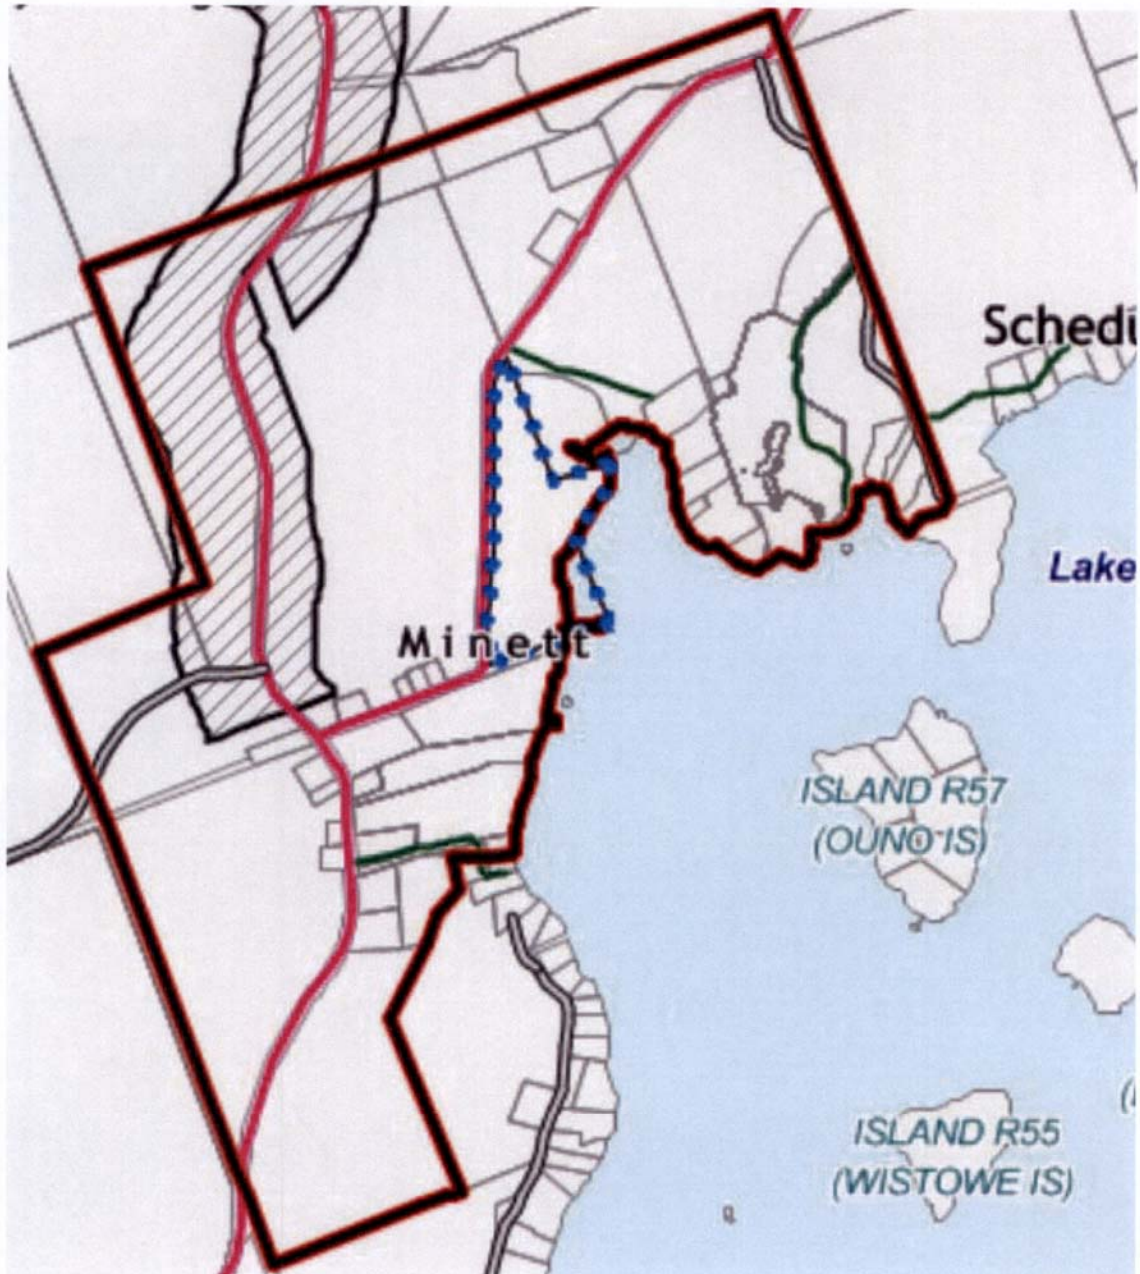 Schedu
Lake
Minett
ISLAND R57
(OUNO IS)
ISLAND R55
(WISTOWE IS)